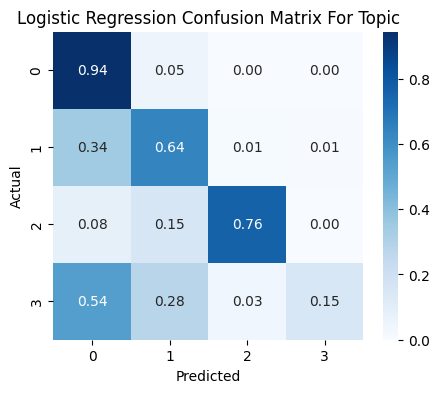 Logistic Regression Confusion Matrix For Topic
Actual
0
0.94 0.05 0.00 0.00
1
0.34 0.64 0.01 0.01
2
0.08 0.15 0.76 0.00
3
0.54 0.28 0.03 0.15
0 1 2 3
Predicted
0.8
0.6
0.4
0.2
0.0